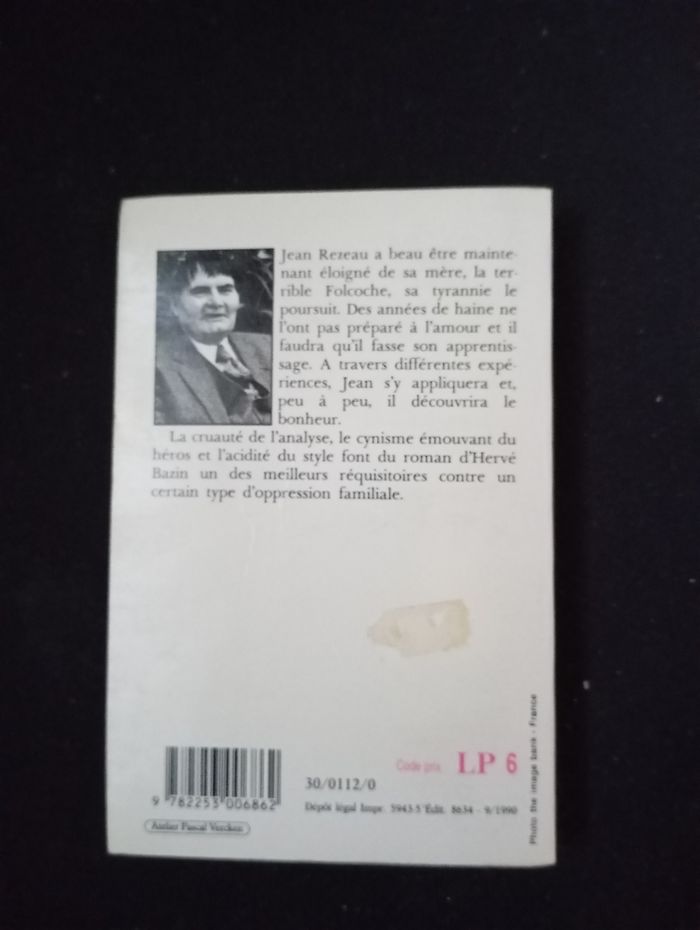 Jean Rezeau a beau être mainte-
nant éloigné de sa mère, la ter-
rible Folcoche, sa tyrannie le
poursuit. Des années de haine ne
l'ont pas préparé à l'amour et il
faudra qu'il fasse son apprentis-
sage. A travers différentes expé-
riences, Jean s'y appliquera et,
peu à peu, il découvrira le
bonheur.
La cruauté de l'analyse, le cynisme émouvant du
héros et l'acidité du style font du roman d'Hervé
Bazin un des meilleurs réquisitoires contre un
certain type d'oppression familiale.
Code prix LP 6
30/0112/0
9 782253 006862
Dépôt légal Impr. 5943-5 Édit. 8634 - 9/1990
Atelier Pascal Vercken
Photo the image bank - France